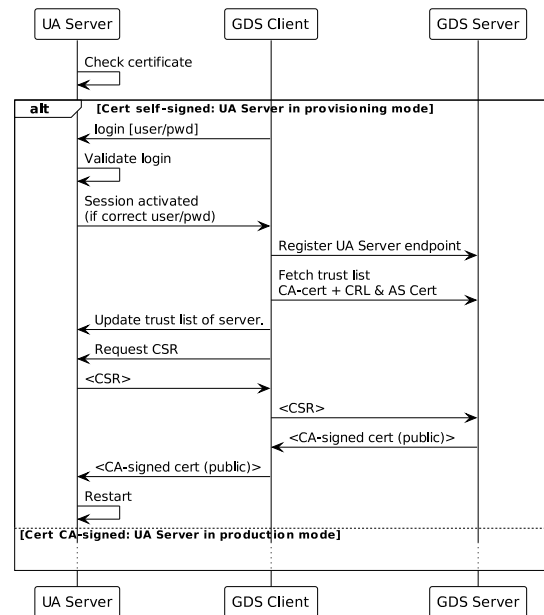 UA Server
GDS Client
GDS Server
Check certificate
alt
[Cert self-signed: UA Server in provisioning mode]
login [user/pwd]
Validate login
Session activated
(if correct user/pwd)
Register UA Server endpoint
Fetch trust list
CA-cert + CRL & AS Cert
Update trust list of server.
Request CSR
<CSR>
<CSR>
<CA-signed cert (public)>
<CA-signed cert (public)>
Restart
[Cert CA-signed: UA Server in production mode]
UA Server
GDS Client
GDS Server